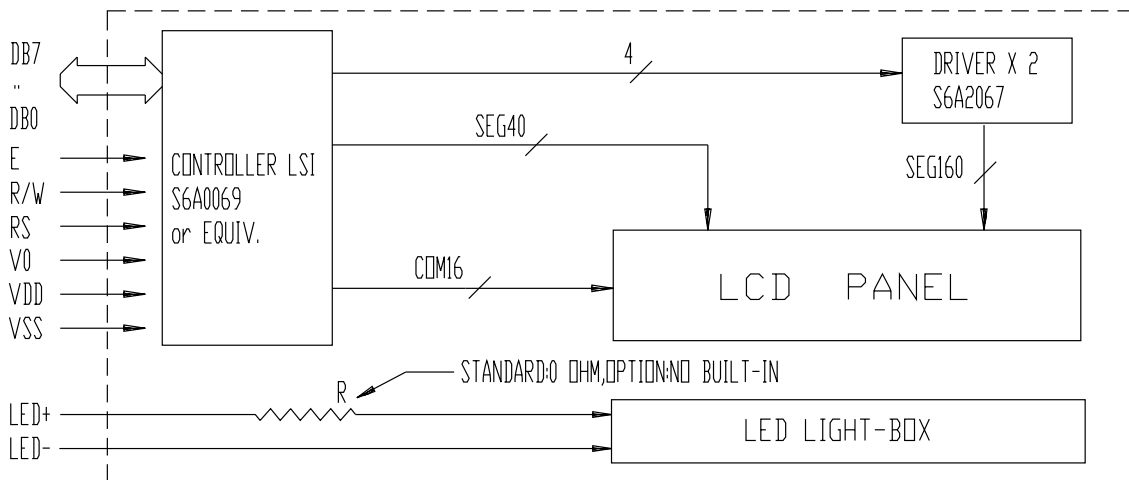 DB7
..
DB0
E
R/W
RS
V0
VDD
VSS
CONTROLLER LSI
S6A0069
or EQUIV.
4
SEG40
COM16
DRIVER X 2
S6A2067
SEG160
LCD PANEL
R
STANDARD:0 OHM,OPTION:NO BUILT-IN
LED+
LED-
LED LIGHT-BOX